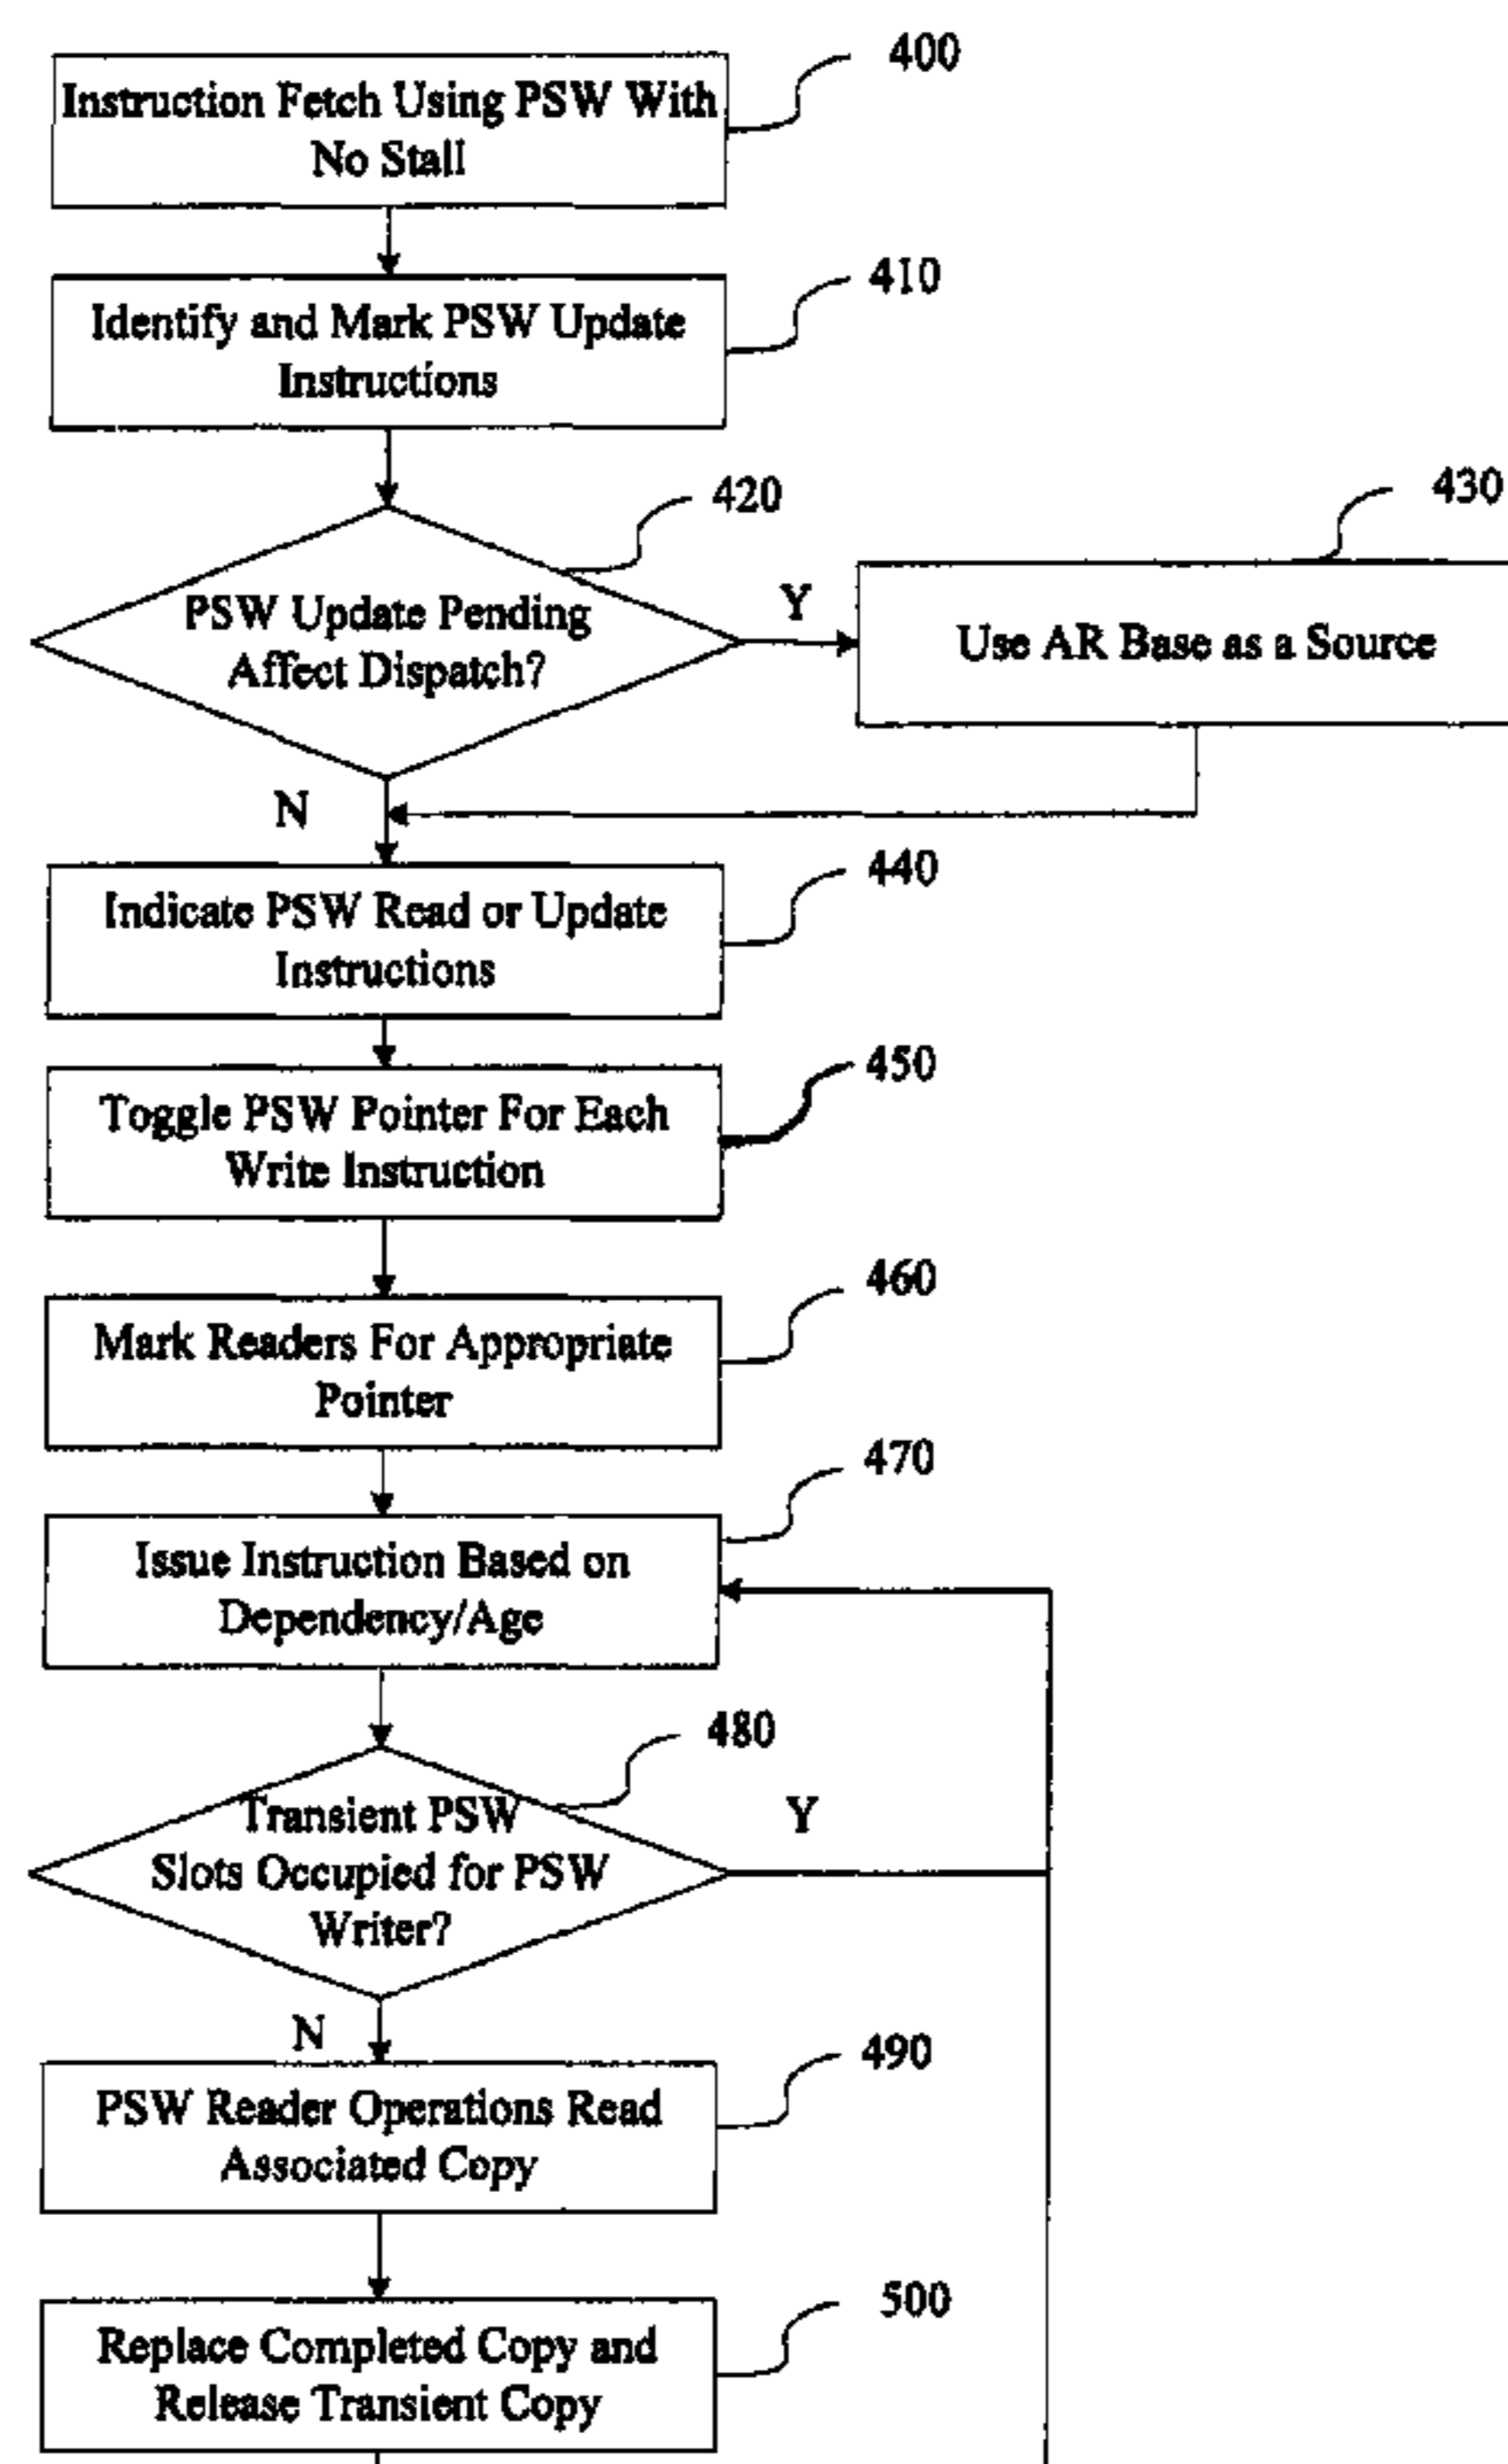 400
Instruction Fetch Using PSW With
No Stall
410
Identify and Mark PSW Update
Instructions
420
430
PSW Update Pending
Affect Dispatch?
Y
Use AR Base as a Source
N
440
Indicate PSW Read or Update
Instructions
450
Toggle PSW Pointer For Each
Write Instruction
460
Mark Readers For Appropriate
Pointer
470
Issue Instruction Based on
Dependency/Age
480
Transient PSW
Slots Occupied for PSW
Writer?
Y
N
490
PSW Reader Operations Read
Associated Copy
500
Replace Completed Copy and
Release Transient Copy